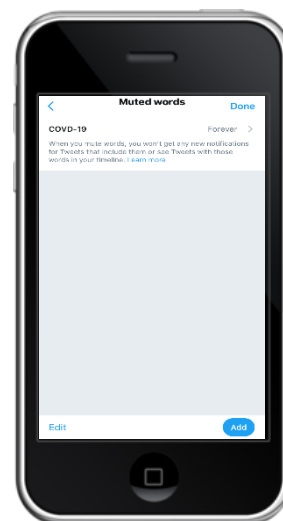 Muted words
Done
COVD-19 Forever
When you mute words, you won't get any new notifications
for Tweets that include them or see Tweets with those
words in your timeline. Learn more
Edit
Add